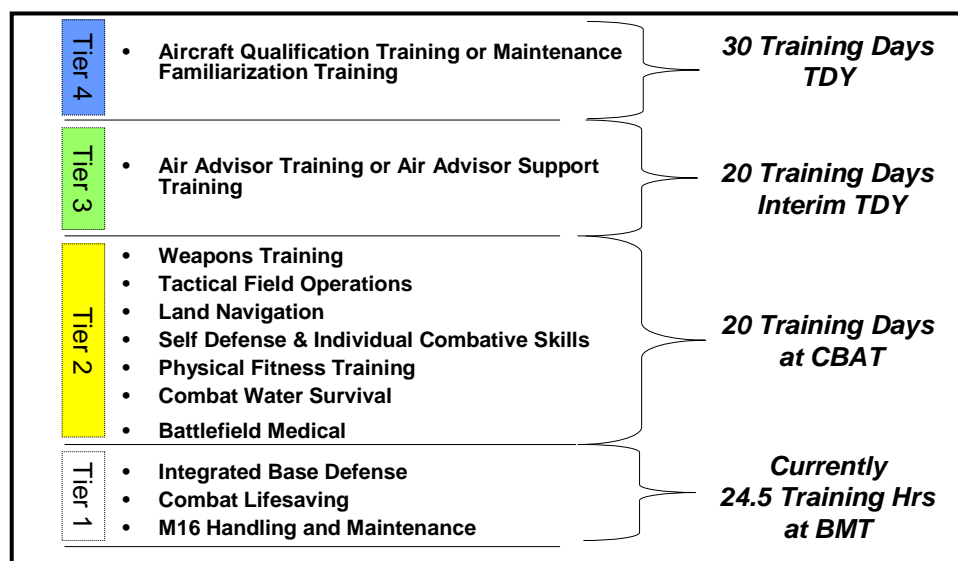 Tier 4
• Aircraft Qualification Training or Maintenance
Familiarization Training
30 Training Days
TDY
Tier 3
• Air Advisor Training or Air Advisor Support
Training
20 Training Days
Interim TDY
Tier 2
• Weapons Training
• Tactical Field Operations
• Land Navigation
• Self Defense & Individual Combative Skills
• Physical Fitness Training
• Combat Water Survival
• Battlefield Medical
20 Training Days
at CBAT
Tier 1
• Integrated Base Defense
• Combat Lifesaving
• M16 Handling and Maintenance
Currently
24.5 Training Hrs
at BMT